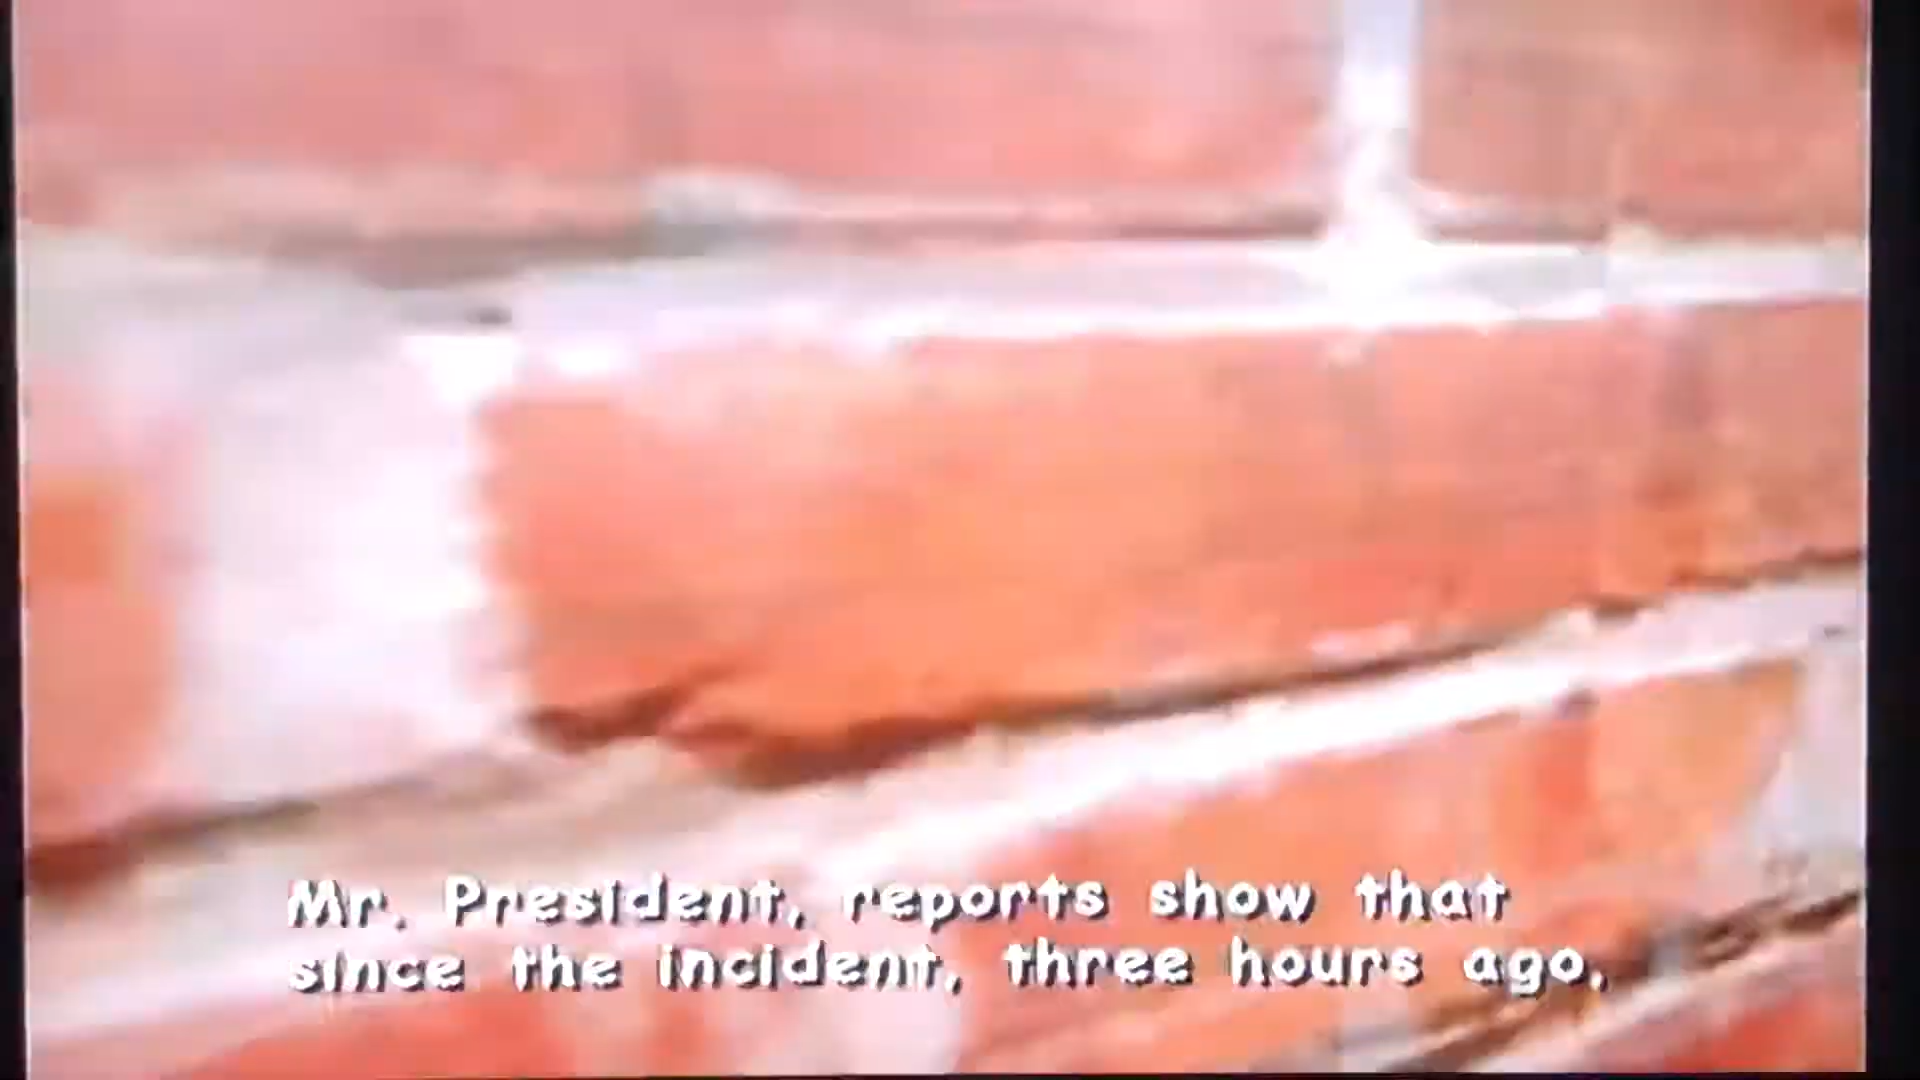 Mr. President, reports show that
since the incident, three hours ago,